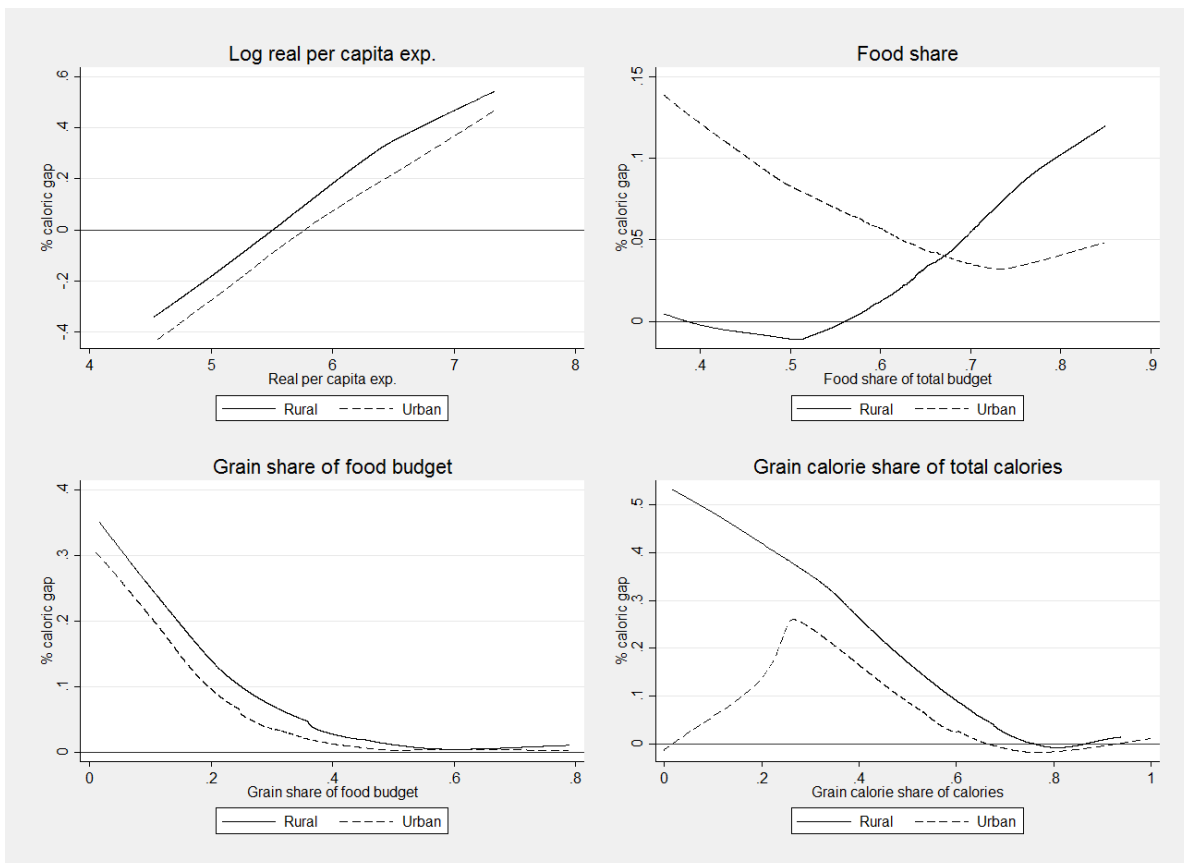 Log real per capita exp.
% caloric gap
.6
.4
.2
0
-.2
-.4
4 5 6 7 8
Real per capita exp.
Rural Urban
Food share
% caloric gap
.15
.1
.05
0
.4 .5 .6 .7 .8 .9
Food share of total budget
Rural Urban
Grain share of food budget
% caloric gap
.4
.3
.2
.1
0
0 .2 .4 .6 .8
Grain share of food budget
Rural Urban
Grain calorie share of total calories
% caloric gap
.5
.4
.3
.2
.1
0
0 .2 .4 .6 .8 1
Grain calorie share of calories
Rural Urban